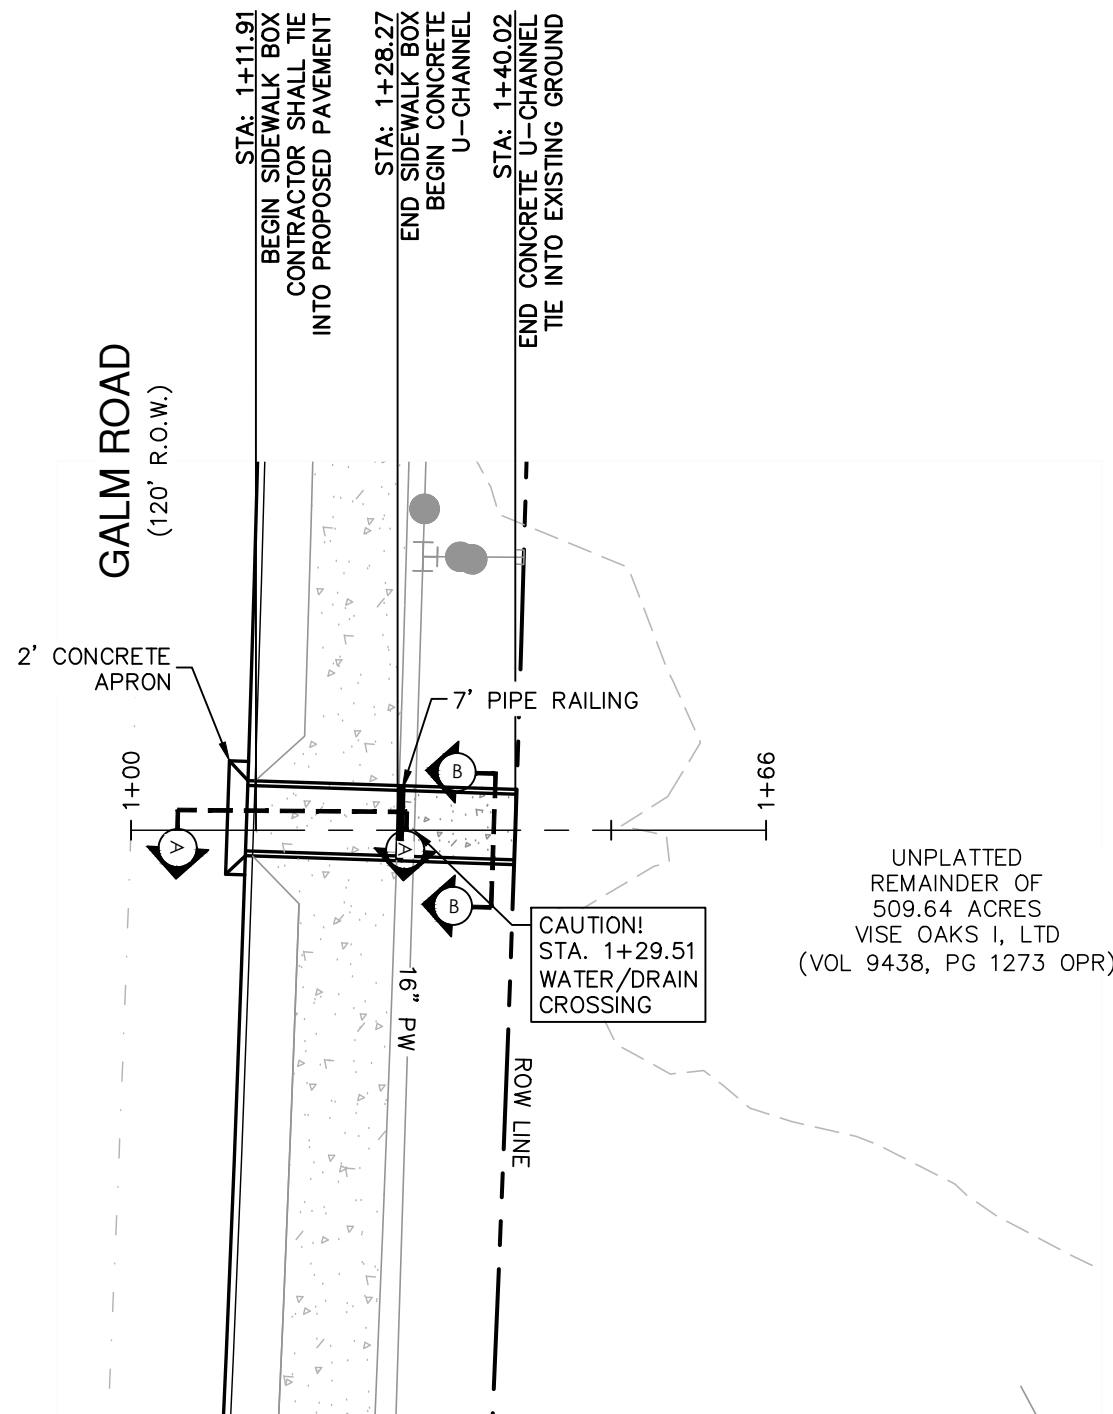 STA: 1+11.91
BEGIN SIDEWALK BOX
CONTRACTOR SHALL TIE
INTO PROPOSED PAVEMENT
STA: 1+28.27
END SIDEWALK BOX
BEGIN CONCRETE
U-CHANNEL
STA: 1+40.02
END CONCRETE U-CHANNEL
TIE INTO EXISTING GROUND
GALM ROAD
(120' R.O.W.)
2' CONCRETE
APRON
7' PIPE RAILING
1+00
1+66
B
A
A
B
UNPLATTED
REMAINDER OF
509.64 ACRES
VISE OAKS I, LTD
(VOL 9438, PG 1273 OPR)
CAUTION!
STA. 1+29.51
WATER/DRAIN
CROSSING
16" PW
ROW LINE